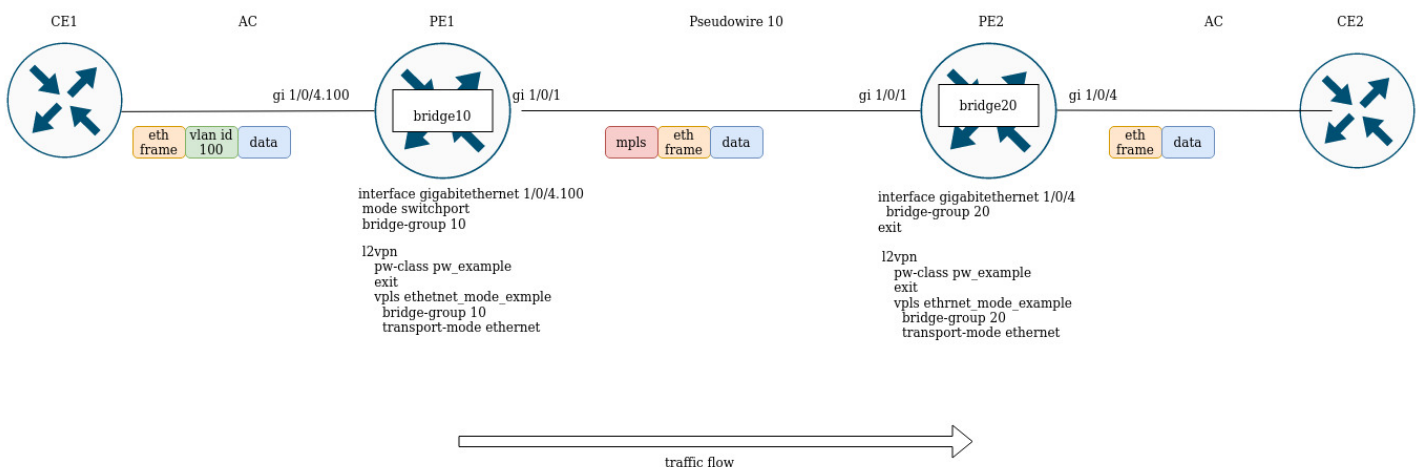 CE1
AC
PE1
Pseudowire 10
PE2
AC
CE2
gi 1/0/4.100
bridge10
gi 1/0/1
gi 1/0/1
bridge20
gi 1/0/4
eth
frame
vlan id
100
data
mpls
eth
frame
data
eth
frame
data
interface gigabitethernet 1/0/4.100
mode switchport
bridge-group 10
l2vpn
pw-class pw_example
exit
vpls ethetnet_mode_exmple
bridge-group 10
transport-mode ethernet
interface gigabitethernet 1/0/4
bridge-group 20
exit
l2vpn
pw-class pw_example
exit
vpls ethrnet_mode_example
bridge-group 20
transport-mode ethernet
traffic flow